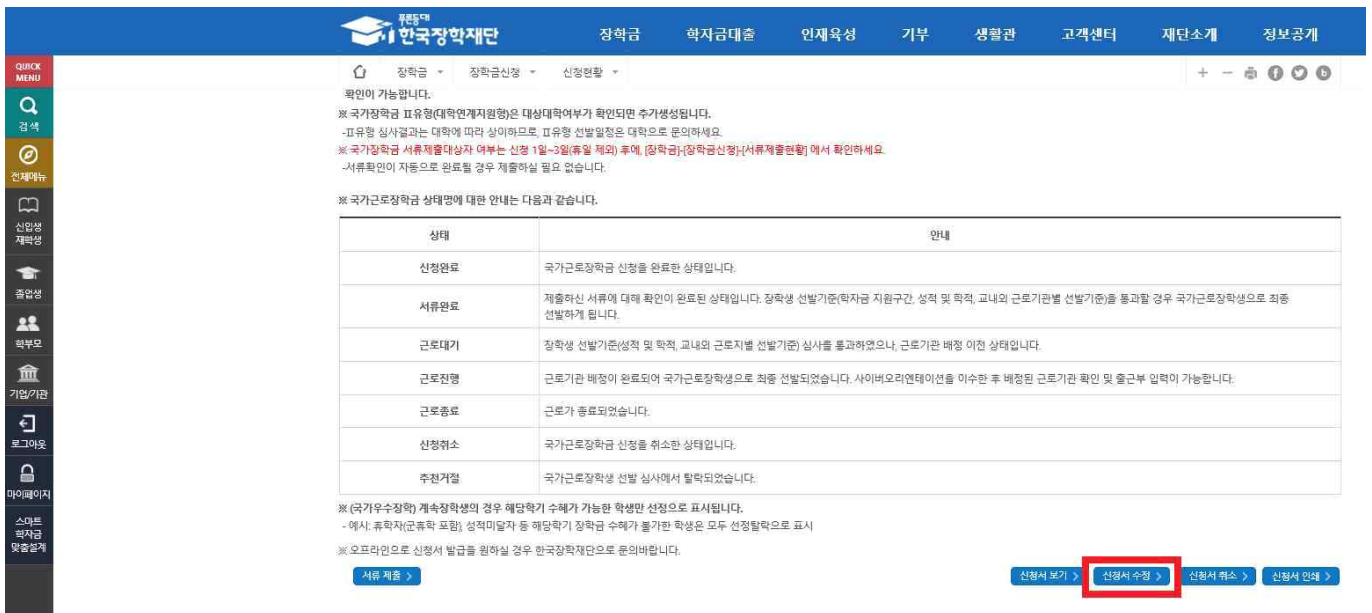 푸른등대
한국장학재단
장학금 학자금대출 인재육성 기부 생활관 고객센터 재단소개 정보공개
QUICK
MENU
장학금 장학금신청 신청현황
검색
전체메뉴
신입생
재학생
졸업생
학부모
기업/기관
로그아웃
마이페이지
스마트
학자금
맞춤설계
확인이 가능합니다.
※ 국가장학금 Ⅱ유형(대학연계지원형)은 대상대학여부가 확인되면 추가생성됩니다.
-Ⅱ유형 심사결과는 대학에 따라 상이하므로, Ⅱ유형 선발일정은 대학으로 문의하세요.
※ 국가장학금 서류제출대상자 여부는 신청 1일~3일(휴일 제외) 후에, [장학금]-[장학금신청]-[서류제출현황] 에서 확인하세요.
-서류확인이 자동으로 완료될 경우 제출하실 필요 없습니다.
※ 국가근로장학금 상태명에 대한 안내는 다음과 같습니다.
상태 안내
신청완료 국가근로장학금 신청을 완료한 상태입니다.
서류완료 제출하신 서류에 대해 확인이 완료된 상태입니다. 장학생 선발기준(학자금 지원구간, 성적 및 학적, 교내외 근로기관별 선발기준)을 통과할 경우 국가근로장학생으로 최종
선발하게 됩니다.
근로대기 장학생 선발기준(성적 및 학적, 교내외 근로지별 선발기준) 심사를 통과하였으나, 근로기관 배정 이전 상태입니다.
근로진행 근로기관 배정이 완료되어 국가근로장학생으로 최종 선발되었습니다. 사이버오리엔테이션을 이수한 후 배정된 근로기관 확인 및 출근부 입력이 가능합니다.
근로종료 근로가 종료되었습니다.
신청취소 국가근로장학금 신청을 취소한 상태입니다.
추천거절 국가근로장학생 선발 심사에서 탈락되었습니다.
※ (국가우수장학) 계속장학생의 경우 해당학기 수혜가 가능한 학생만 선정으로 표시됩니다.
- 예시: 휴학자(군휴학 포함), 성적미달자 등 해당학기 장학금 수혜가 불가한 학생은 모두 선정탈락으로 표시
※ 오프라인으로 신청서 발급을 원하실 경우 한국장학재단으로 문의바랍니다.
서류 제출 > 신청서 보기 > 신청서 수정 > 신청서 취소 > 신청서 인쇄 >